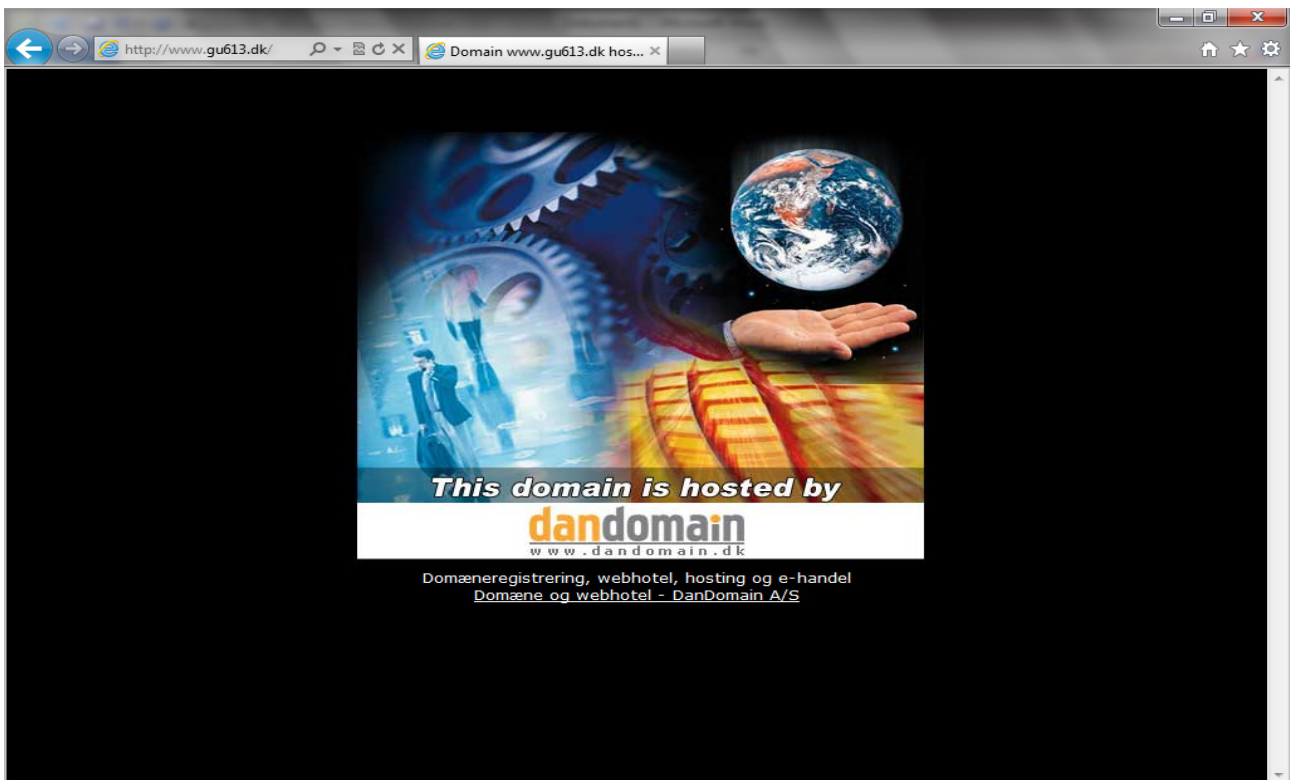 http://www.gu613.dk/
Domain www.gu613.dk hos...
This domain is hosted by
dandomain
www.dandomain.dk
Domæneregistrering, webhotel, hosting og e-handel
Domæne og webhotel - DanDomain A/S